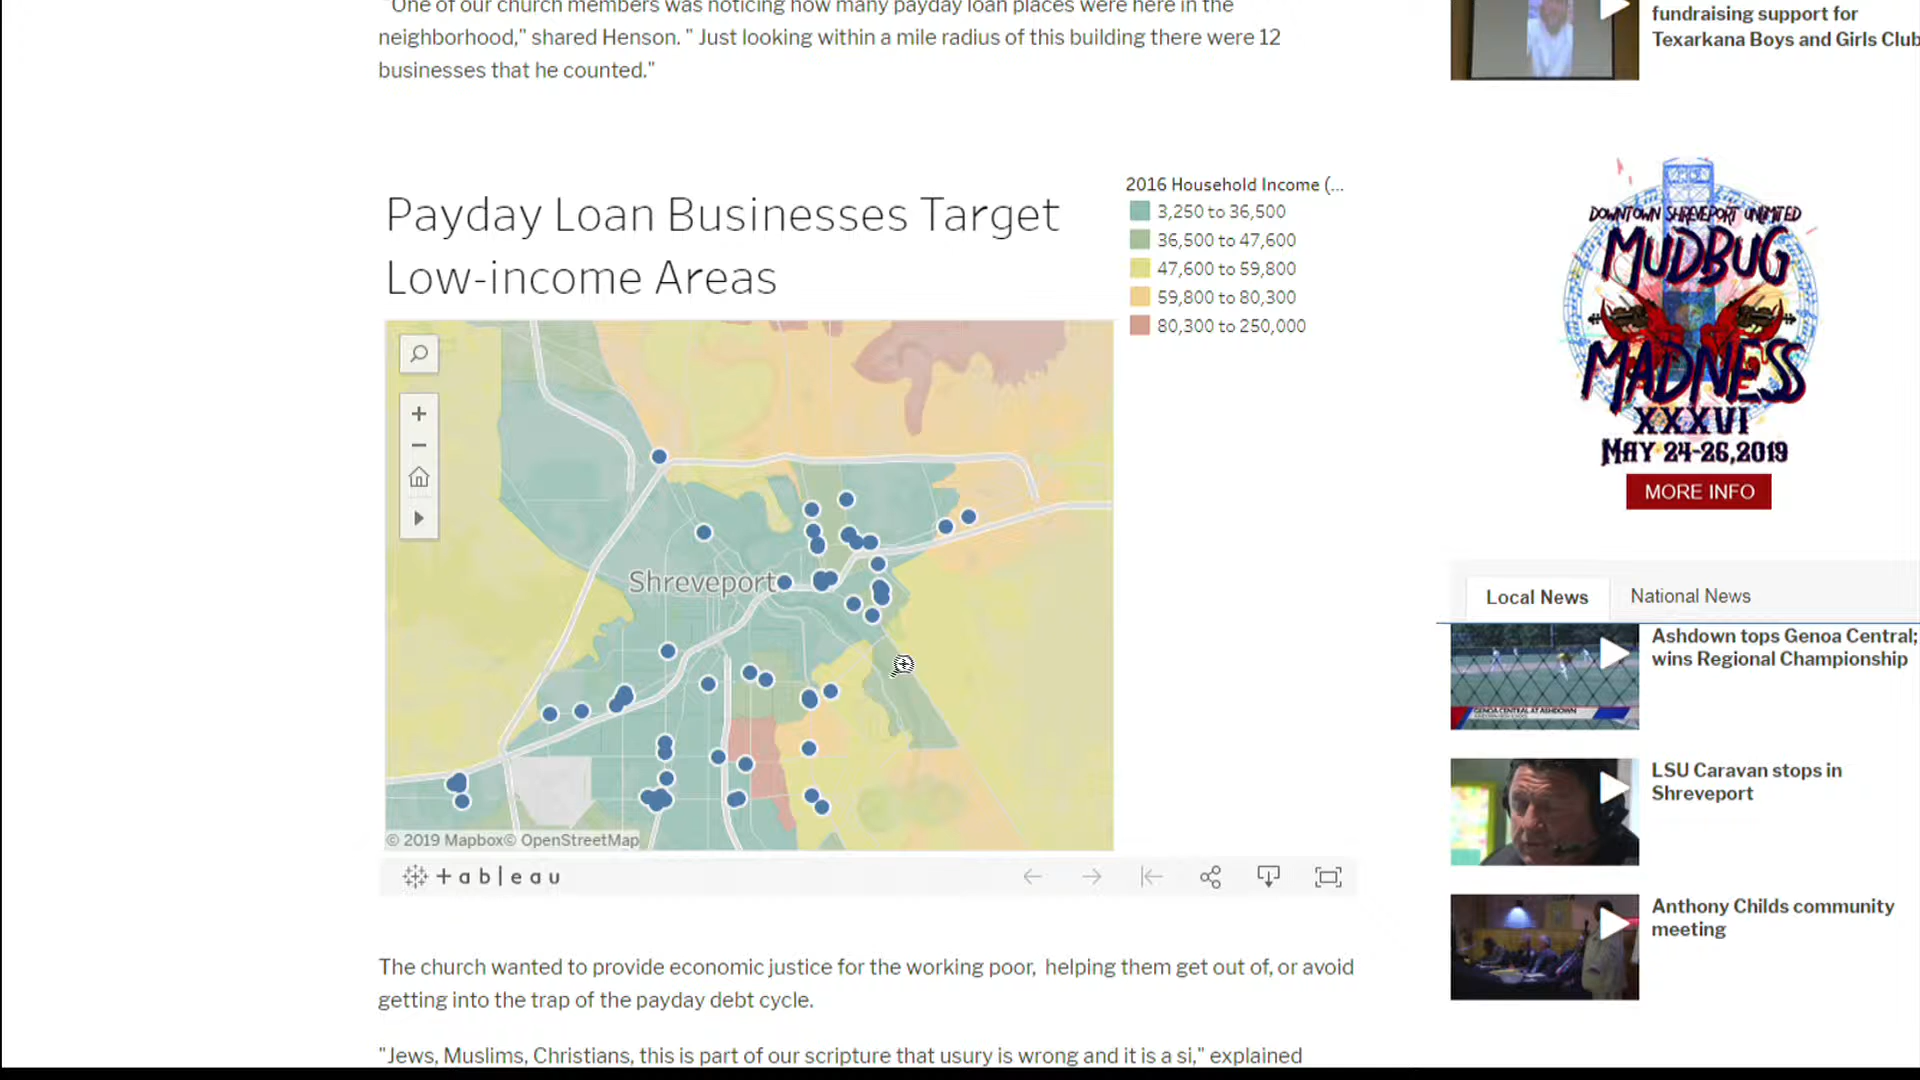 "One of our church members was noticing how many payday loan places were here in the
neighborhood," shared Henson. " Just looking within a mile radius of this building there were 12
businesses that he counted."
Payday Loan Businesses Target
Low-income Areas
2016 Household Income (...
3,250 to 36,500
36,500 to 47,600
47,600 to 59,800
59,800 to 80,300
80,300 to 250,000
Shreveport
© 2019 Mapbox© OpenStreetMap
+ab|eau
The church wanted to provide economic justice for the working poor,  helping them get out of, or avoid
getting into the trap of the payday debt cycle.
"Jews, Muslims, Christians, this is part of our scripture that usury is wrong and it is a si," explained
fundraising support for
Texarkana Boys and Girls Club
DOWNTOWN SHREVEPORT UNLIMITED
MUDBUG
MADNESS
XXXVI
MAY 24-26,2019
MORE INFO
Local News
National News
Ashdown tops Genoa Central;
wins Regional Championship
GENOA CENTRAL AT ASHDOWN
LSU Caravan stops in
Shreveport
Anthony Childs community
meeting